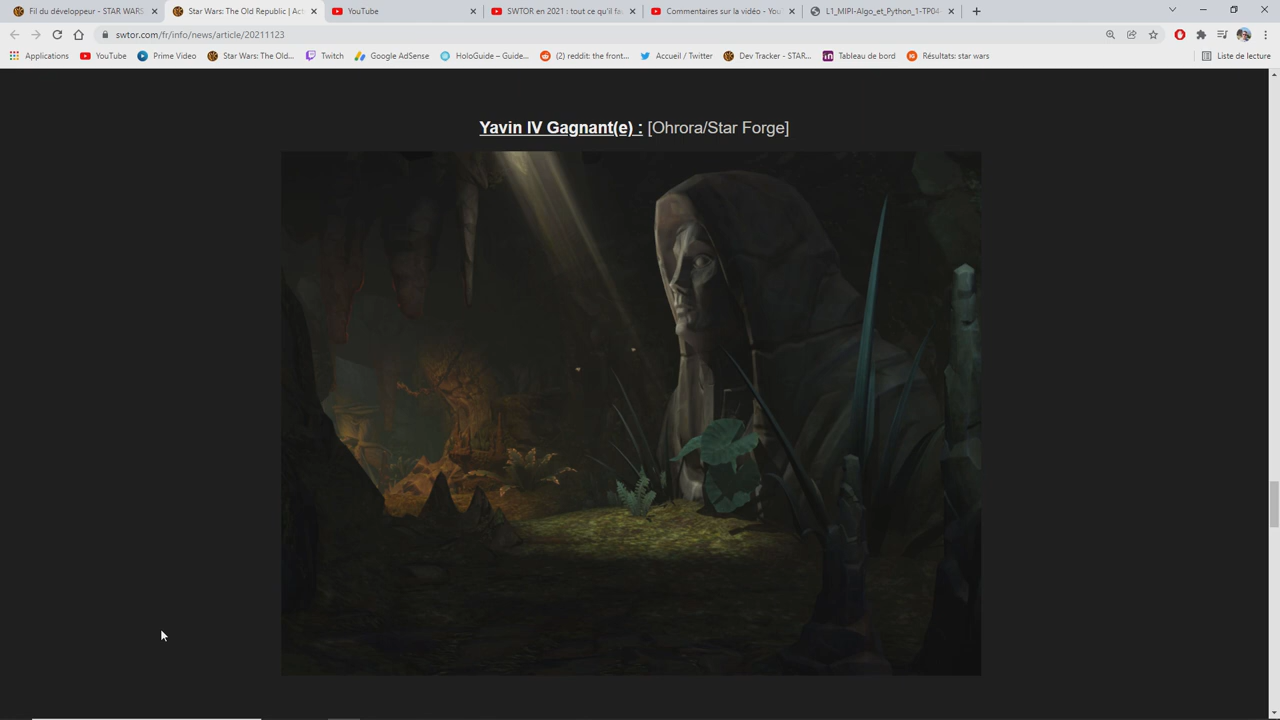 Fil du développeur - STAR WARS
Star Wars: The Old Republic | Act
YouTube
SWTOR en 2021 : tout ce qu'il fau
Commentaires sur la vidéo - You
L1_MIPI-Algo_et_Python_1-TP04
swtor.com/fr/info/news/article/20211123
Applications
YouTube
Prime Video
Star Wars: The Old...
Twitch
Google AdSense
HoloGuide – Guide...
(2) reddit: the front...
Accueil / Twitter
Dev Tracker - STAR...
Tableau de bord
Résultats: star wars
Liste de lecture
Yavin IV Gagnant(e) : [Ohrora/Star Forge]